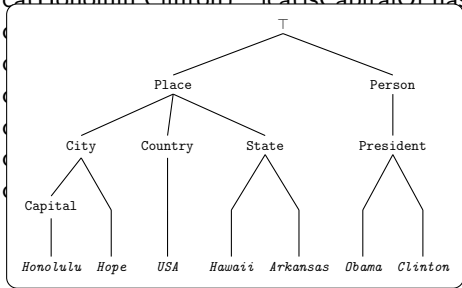 ⊤
Place Person
City Country State President
Capital
Honolulu Hope USA Hawaii Arkansas Obama Clinton